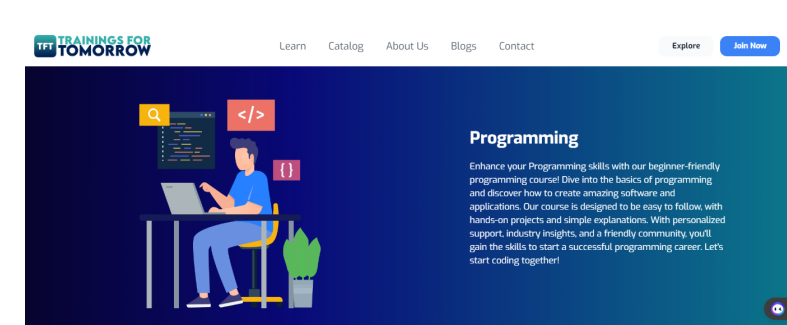 TFT TRAININGS FOR
TOMORROW
Learn Catalog About Us Blogs Contact Explore Join Now
</>
{}
Programming
Enhance your Programming skills with our beginner-friendly
programming course! Dive into the basics of programming
and discover how to create amazing software and
applications. Our course is designed to be easy to follow, with
hands-on projects and simple explanations. With personalized
support, industry insights, and a friendly community, you'll
gain the skills to start a successful programming career. Let's
start coding together!